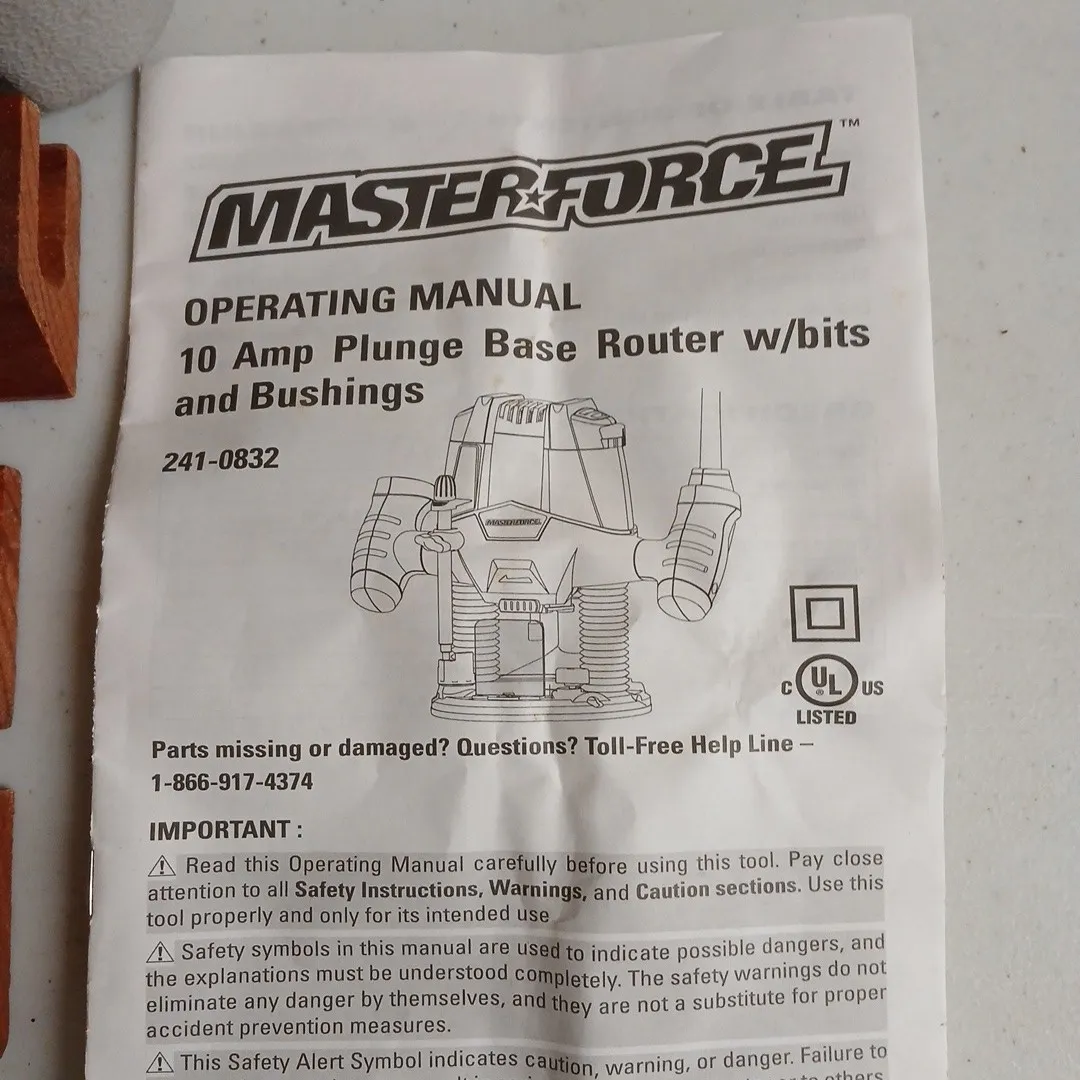 MASTERFORCE™
OPERATING MANUAL
10 Amp Plunge Base Router w/bits
and Bushings
241-0832
MASTERFORCE
C UL ® US
LISTED
Parts missing or damaged? Questions? Toll-Free Help Line –
1-866-917-4374
IMPORTANT :
Read this Operating Manual carefully before using this tool. Pay close
attention to all Safety Instructions, Warnings, and Caution sections. Use this
tool properly and only for its intended use
Safety symbols in this manual are used to indicate possible dangers, and
the explanations must be understood completely. The safety warnings do not
eliminate any danger by themselves, and they are not a substitute for proper
accident prevention measures.
This Safety Alert Symbol indicates caution, warning, or danger. Failure to
others